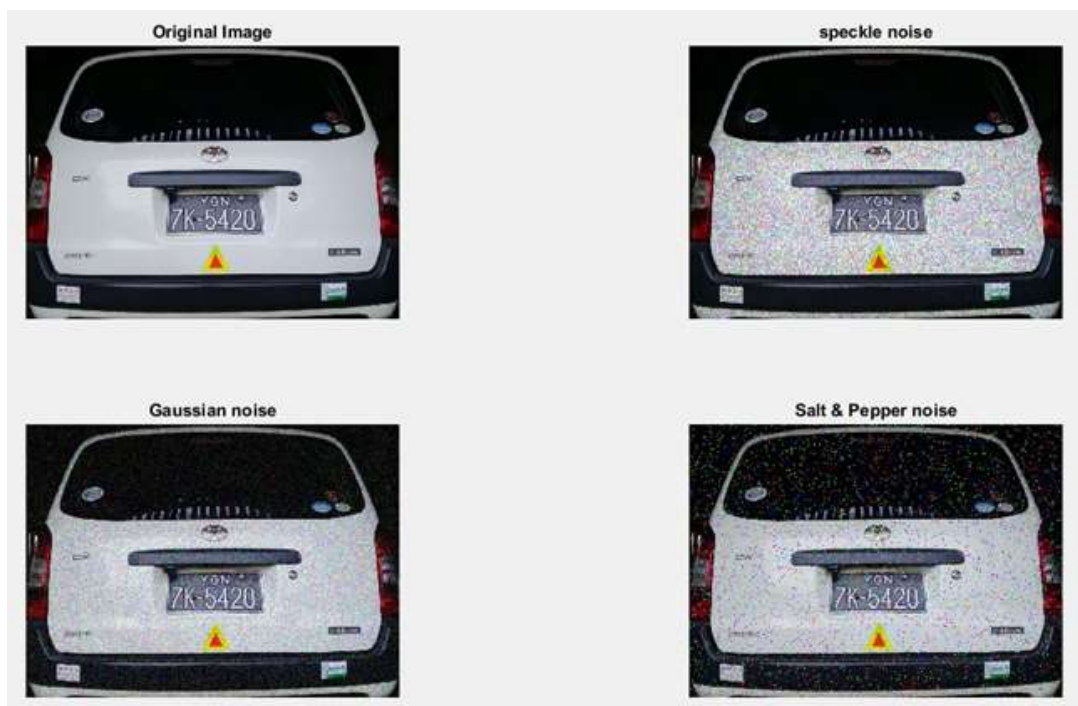 Original Image
speckle noise
YGN
7K-5420
YGN
7K-5420
Gaussian noise
Salt & Pepper noise
YGN
7K-5420
YGN
7K-5420